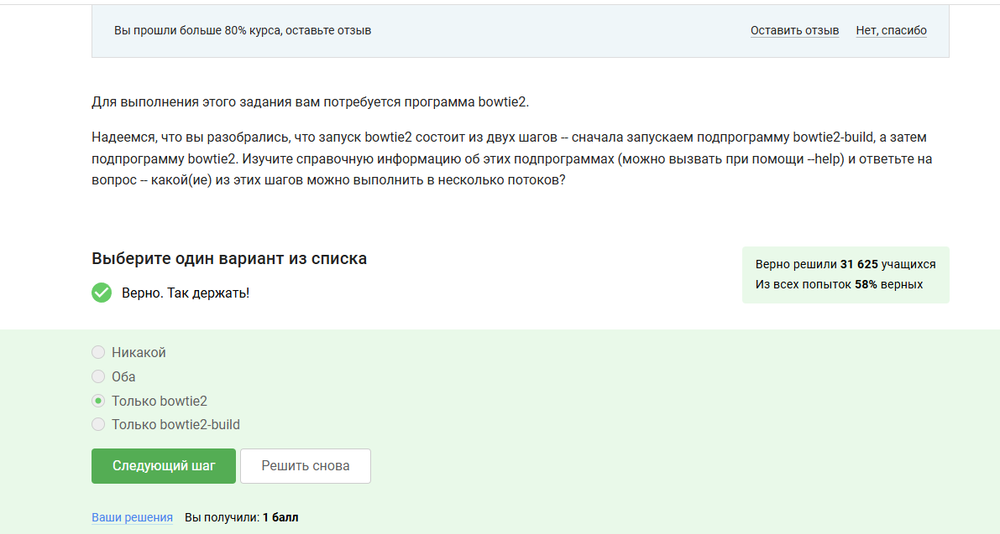 Вы прошли больше 80% курса, оставьте отзыв
Оставить отзыв
Нет, спасибо
Для выполнения этого задания вам потребуется программа bowtie2.
Надеемся, что вы разобрались, что запуск bowtie2 состоит из двух шагов -- сначала запускаем подпрограмму bowtie2-build, а затем
подпрограмму bowtie2. Изучите справочную информацию об этих подпрограммах (можно вызвать при помощи --help) и ответьте на
вопрос -- какой(ие) из этих шагов можно выполнить в несколько потоков?
Выберите один вариант из списка
Верно. Так держать!
Верно решили 31 625 учащихся
Из всех попыток 58% верных
Никакой
Оба
Только bowtie2
Только bowtie2-build
Следующий шаг
Решить снова
Ваши решения
Вы получили: 1 балл